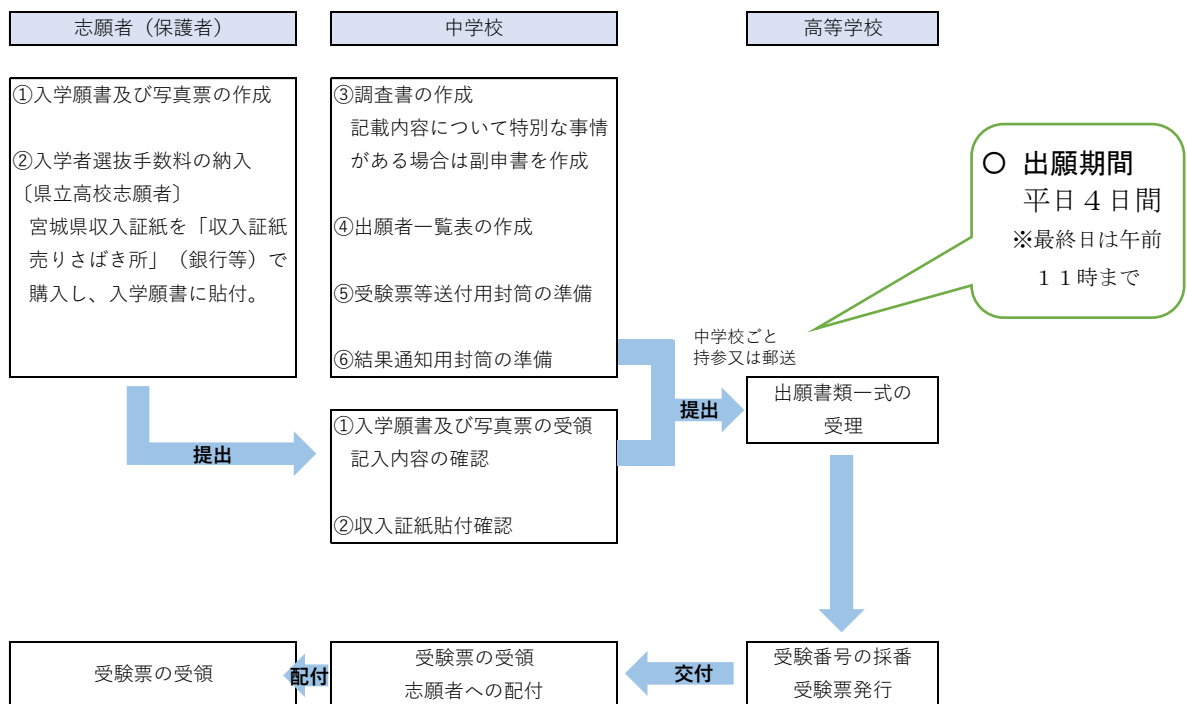 志願者（保護者）
中学校
高等学校
①入学願書及び写真票の作成
②入学者選抜手数料の納入
〔県立高校志願者〕
宮城県収入証紙を「収入証紙
売りさばき所」（銀行等）で
購入し、入学願書に貼付。
③調査書の作成
記載内容について特別な事情
がある場合は副申書を作成
④出願者一覧表の作成
⑤受験票等送付用封筒の準備
⑥結果通知用封筒の準備
〇 出願期間
平日４日間
※最終日は午前
１１時まで
中学校ごと
持参又は郵送
提出
①入学願書及び写真票の受領
記入内容の確認
②収入証紙貼付確認
提出
出願書類一式の
受理
受験票の受領
配付
受験票の受領
志願者への配付
交付
受験番号の採番
受験票発行